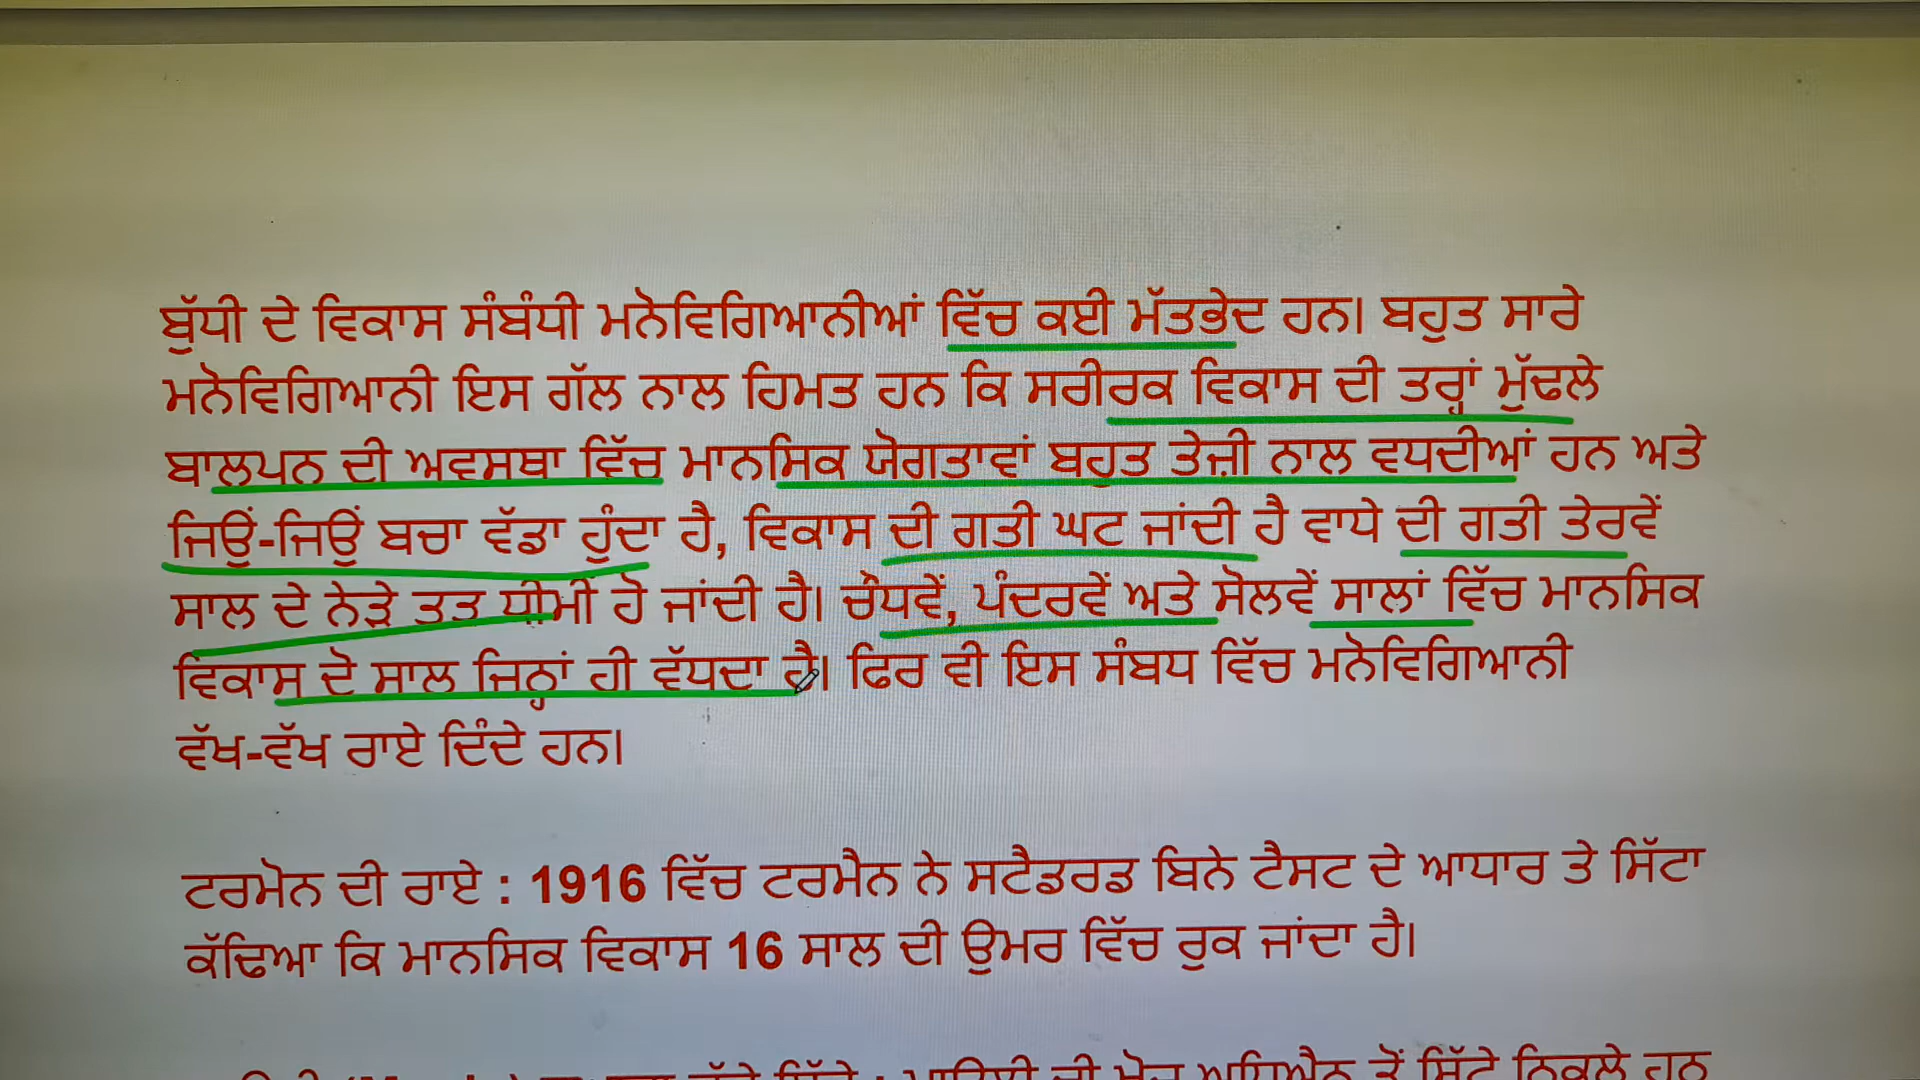 ਬੁੱਧੀ ਦੇ ਵਿਕਾਸ ਸੰਬੰਧੀ ਮਨੋਵਿਗਿਆਨੀਆਂ ਵਿੱਚ ਕਈ ਮੱਤਭੇਦ ਹਨ। ਬਹੁਤ ਸਾਰੇ
ਮਨੋਵਿਗਿਆਨੀ ਇਸ ਗੱਲ ਨਾਲ ਹਿਮਤ ਹਨ ਕਿ ਸਰੀਰਕ ਵਿਕਾਸ ਦੀ ਤਰ੍ਹਾਂ ਮੁੱਢਲੇ
ਬਾਲਪਨ ਦੀ ਅਵਸਥਾ ਵਿੱਚ ਮਾਨਸਿਕ ਯੋਗਤਾਵਾਂ ਬਹੁਤ ਤੇਜ਼ੀ ਨਾਲ ਵਧਦੀਆਂ ਹਨ ਅਤੇ
ਜਿਉਂ-ਜਿਉਂ ਬਚਾ ਵੱਡਾ ਹੁੰਦਾ ਹੈ, ਵਿਕਾਸ ਦੀ ਗਤੀ ਘਟ ਜਾਂਦੀ ਹੈ ਵਾਧੇ ਦੀ ਗਤੀ ਤੇਰਵੇਂ
ਸਾਲ ਦੇ ਨੇੜੇ ਤਤ ਧੀਮੀਂ ਹੋ ਜਾਂਦੀ ਹੈ। ਚੌਧਵੇਂ, ਪੰਦਰਵੇਂ ਅਤੇ ਸੋਲਵੇਂ ਸਾਲਾਂ ਵਿੱਚ ਮਾਨਸਿਕ
ਵਿਕਾਸ ਦੋ ਸਾਲ ਜਿਨ੍ਹਾਂ ਹੀ ਵੱਧਦਾ ਹੈ। ਫਿਰ ਵੀ ਇਸ ਸੰਬਧ ਵਿੱਚ ਮਨੋਵਿਗਿਆਨੀ
ਵੱਖ-ਵੱਖ ਰਾਏ ਦਿੰਦੇ ਹਨ।
ਟਰਮੋਨ ਦੀ ਰਾਏ : 1916 ਵਿੱਚ ਟਰਮੈਨ ਨੇ ਸਟੈਡਰਡ ਬਿਨੇ ਟੈਸਟ ਦੇ ਆਧਾਰ ਤੇ ਸਿੱਟਾ
ਕੱਢਿਆ ਕਿ ਮਾਨਸਿਕ ਵਿਕਾਸ 16 ਸਾਲ ਦੀ ਉਮਰ ਵਿੱਚ ਰੁਕ ਜਾਂਦਾ ਹੈ।
ਤੋਂ ਸਿੱਟੇ ਨਿਕਲੇ ਹਨ